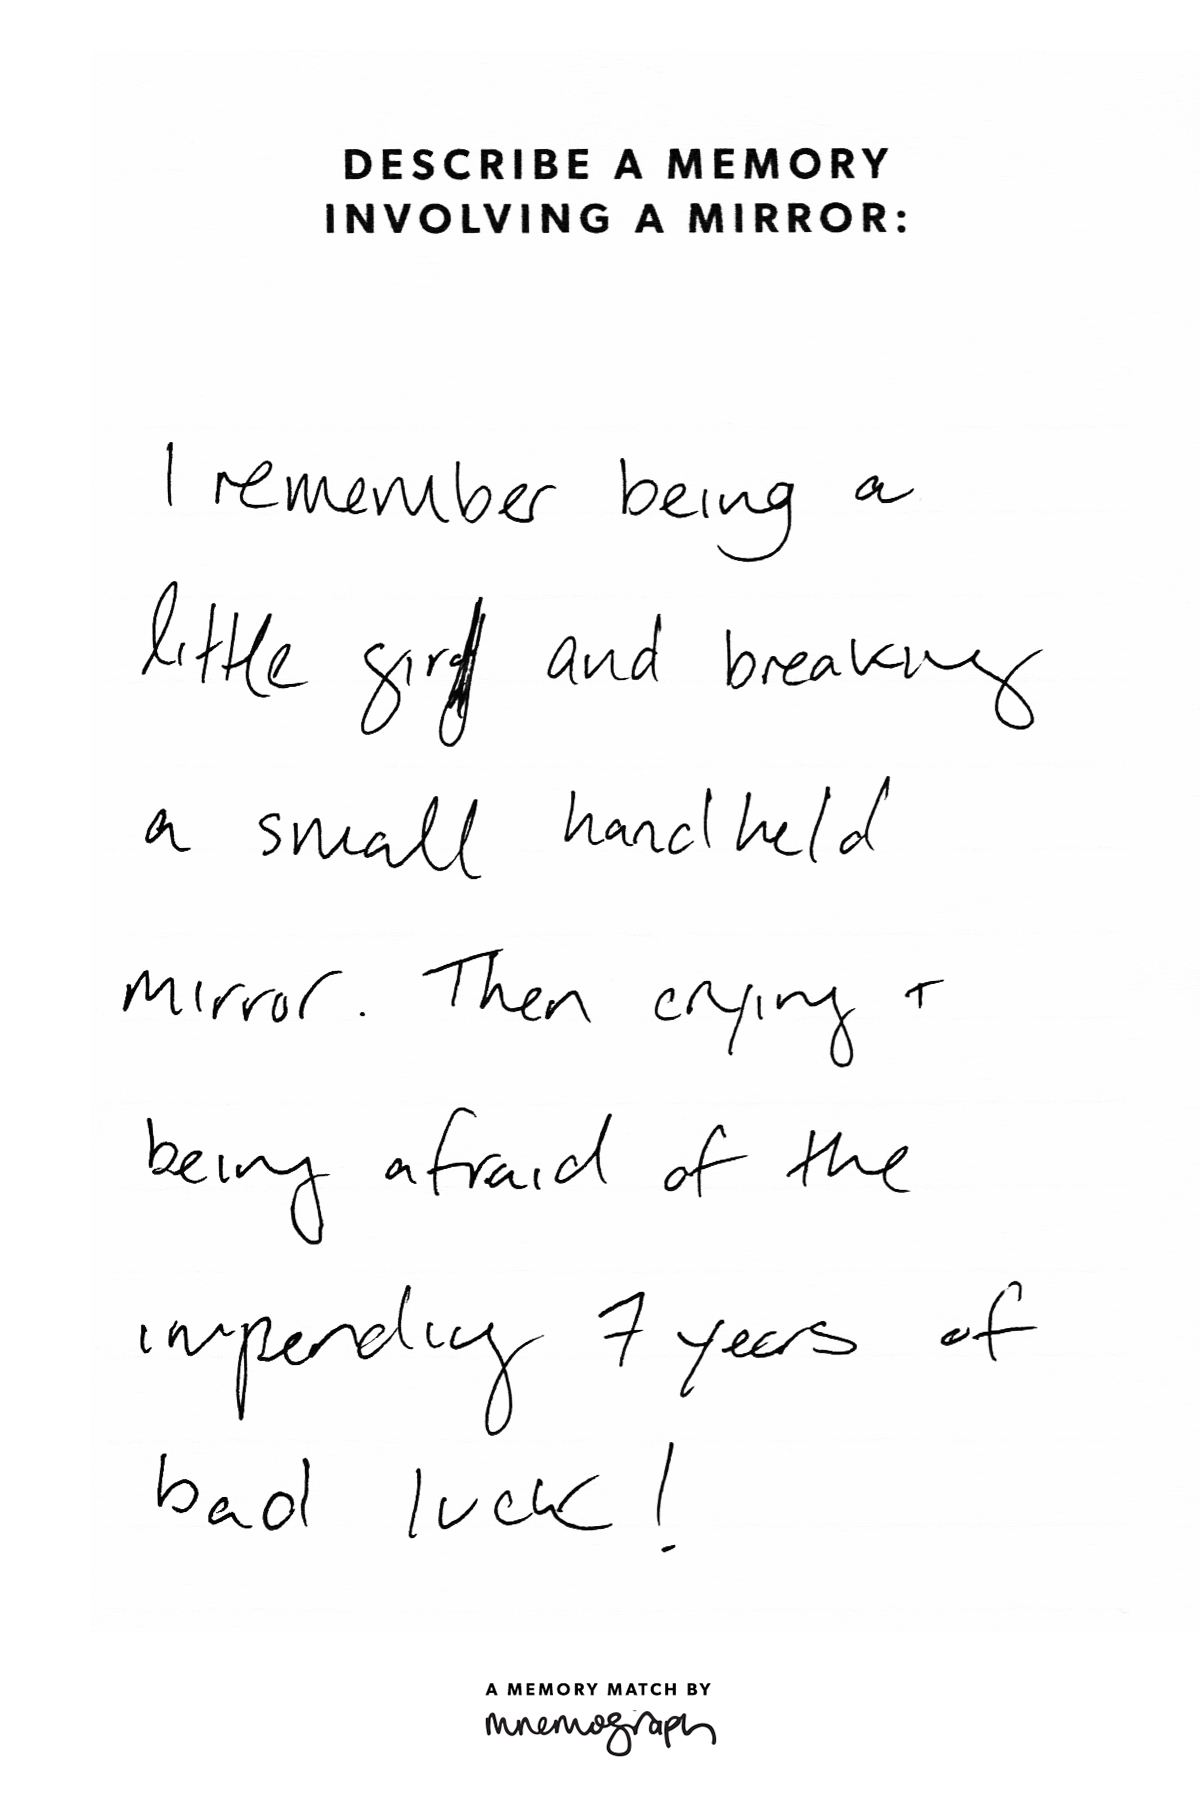 DESCRIBE A MEMORY
INVOLVING A MIRROR:
I remember being a
little girl and breaking
a small handheld
mirror. Then crying +
being afraid of the
impending 7 years of
bad luck!
A MEMORY MATCH BY
mnemograph